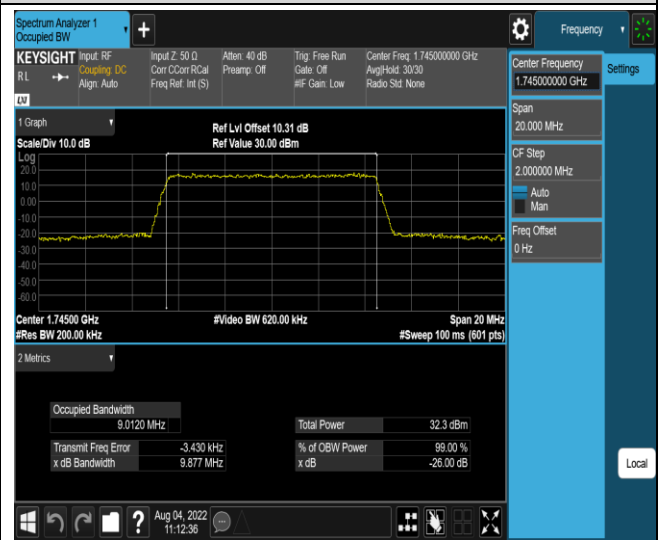 Spectrum Analyzer 1
Occupied BW
Frequency
KEYSIGHT
R L
LXI
Input: RF
Coupling: DC
Align: Auto
Input Z: 50 Ω
Corr CCorr RCal
Freq Ref: Int (S)
Atten: 40 dB
Preamp: Off
Trig: Free Run
Gate: Off
#IF Gain: Low
Center Freq: 1.745000000 GHz
Avg|Hold: 30/30
Radio Std: None
Center Frequency
1.745000000 GHz
Settings
Span
20.000 MHz
CF Step
2.000000 MHz
Auto
Man
Freq Offset
0 Hz
1 Graph
Scale/Div 10.0 dB
Ref Lvl Offset 10.31 dB
Ref Value 30.00 dBm
Log
20.0
10.0
0.00
-10.0
-20.0
-30.0
-40.0
-50.0
-60.0
Center 1.74500 GHz
#Video BW 620.00 kHz
Span 20 MHz
#Res BW 200.00 kHz
#Sweep 100 ms (601 pts)
2 Metrics
Occupied Bandwidth
9.0120 MHz
Total Power 32.3 dBm
Transmit Freq Error -3.430 kHz
% of OBW Power 99.00 %
x dB Bandwidth 9.877 MHz
x dB -26.00 dB
Local
?
Aug 04, 2022
11:12:36